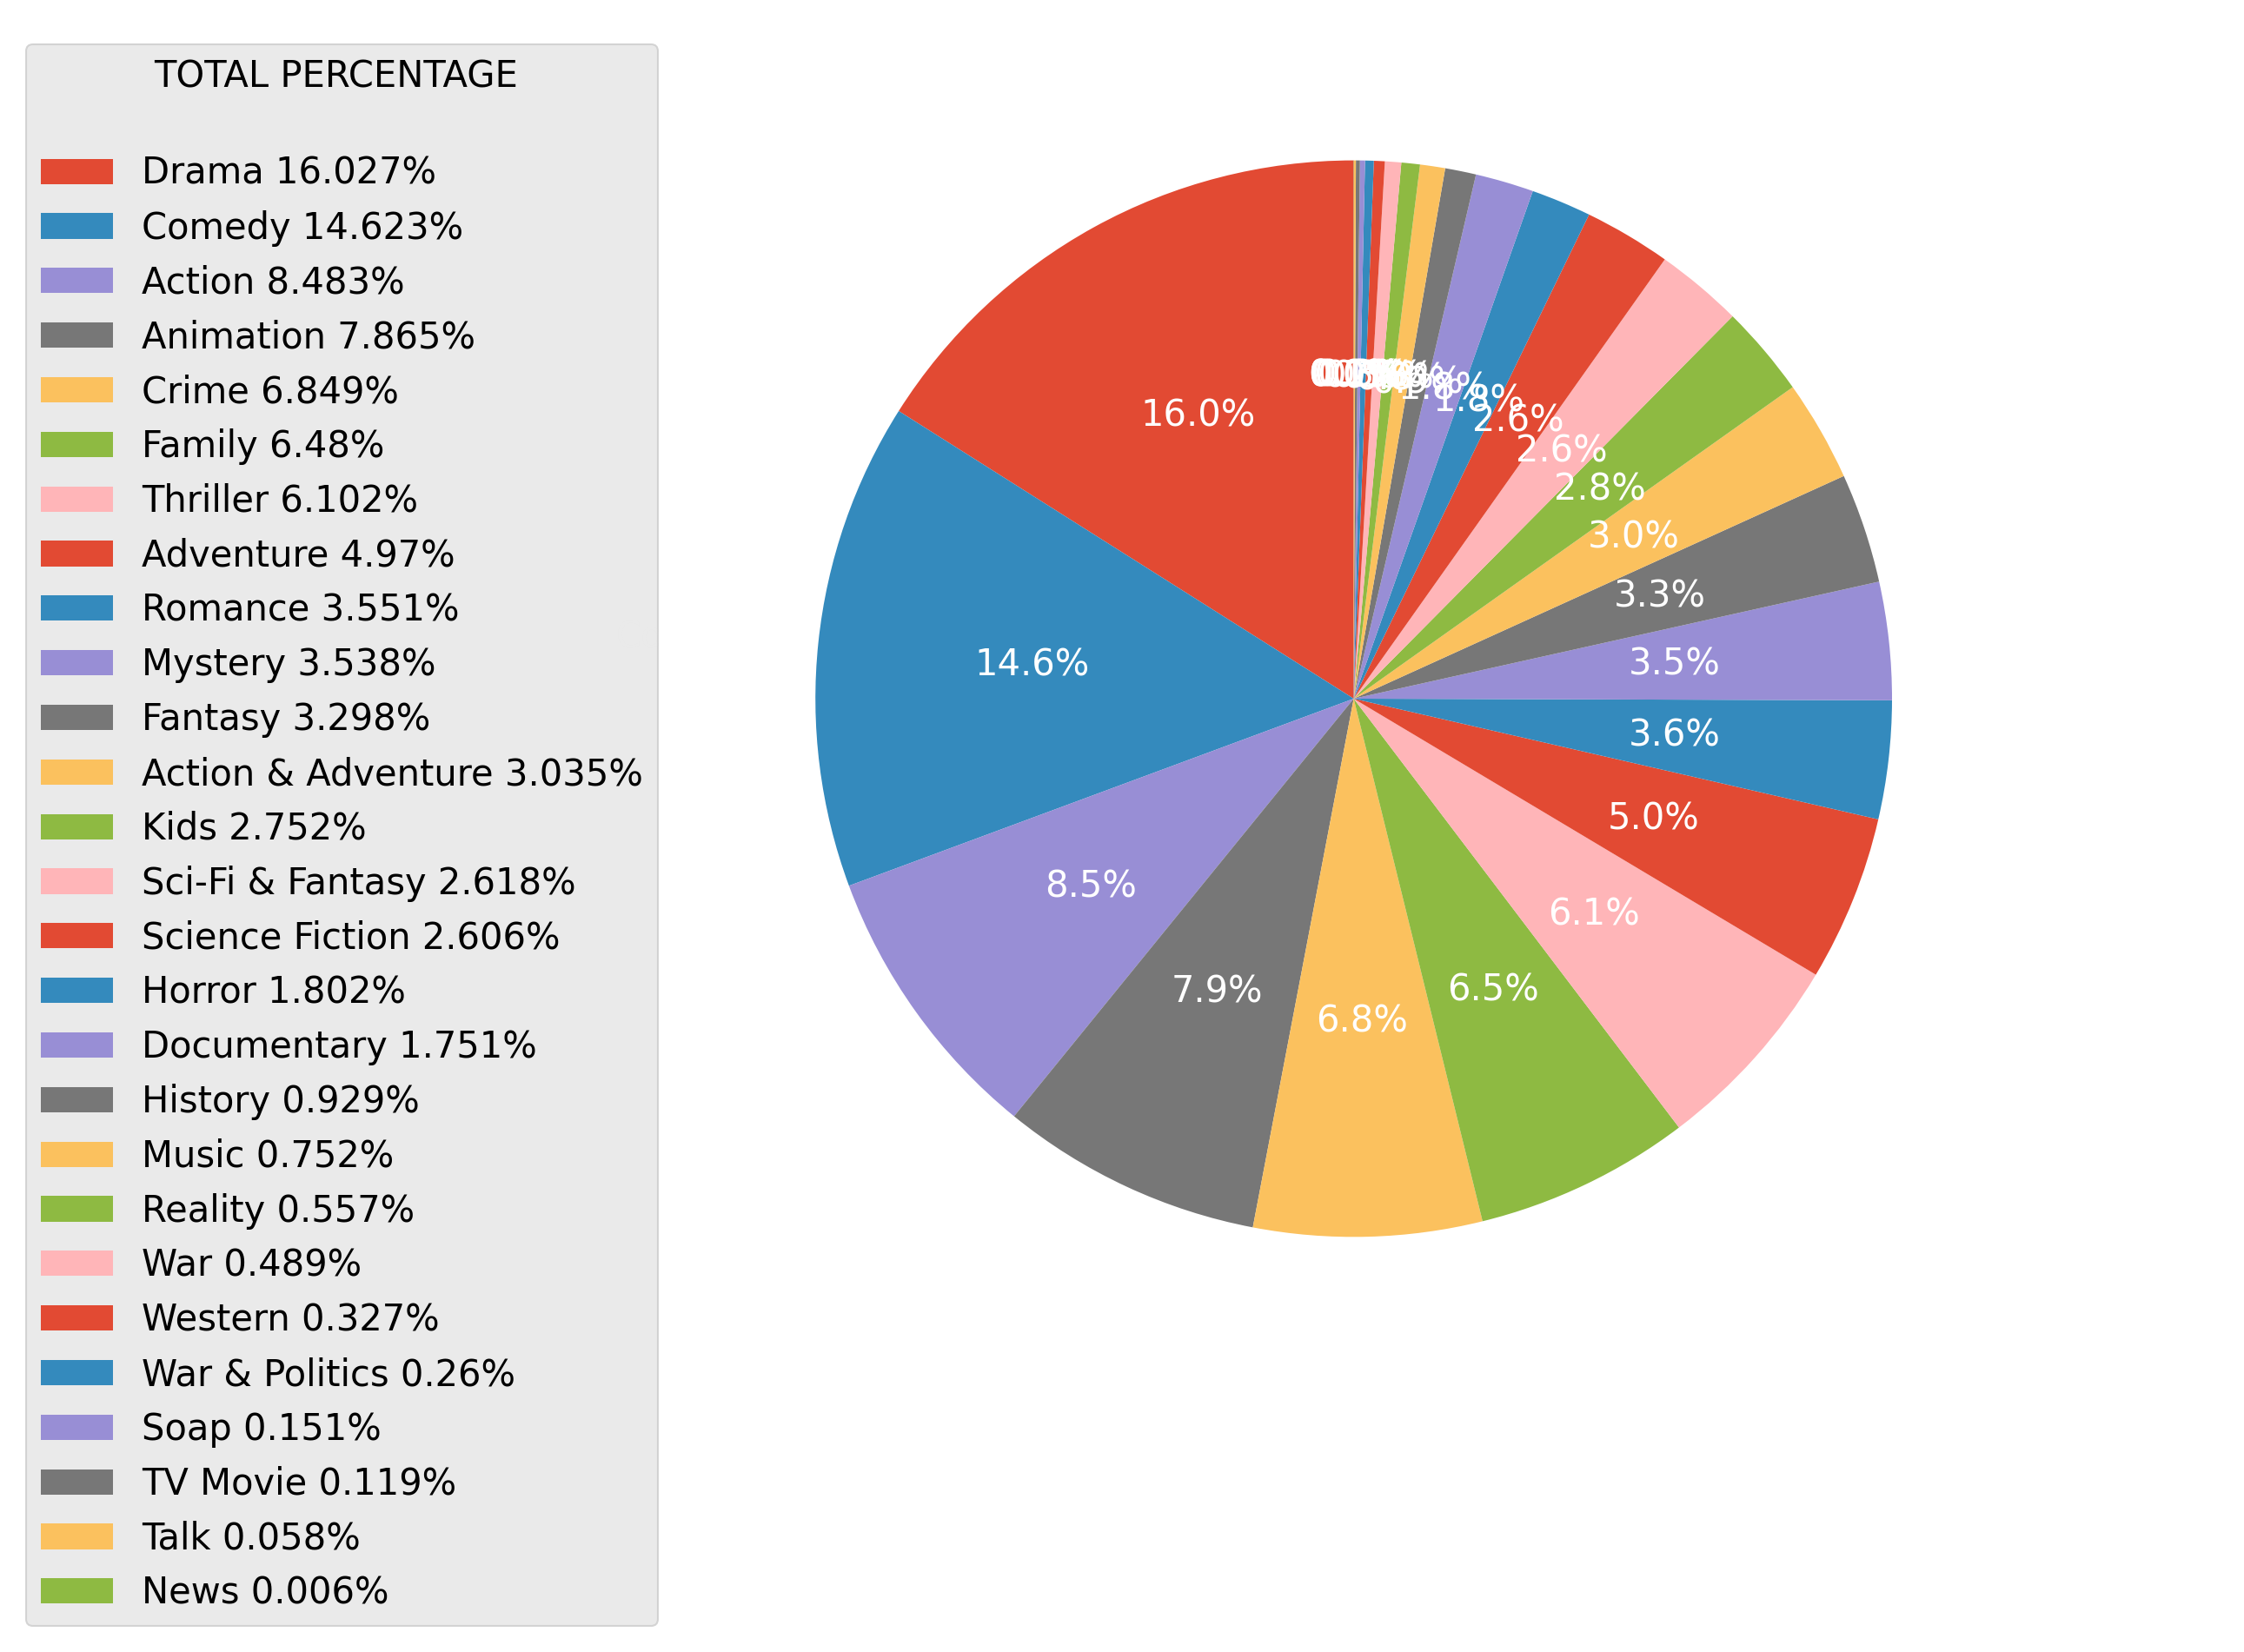 TOTAL PERCENTAGE
Drama 16.027%
Comedy 14.623%
Action 8.483%
Animation 7.865%
Crime 6.849%
Family 6.48%
Thriller 6.102%
Adventure 4.97%
Romance 3.551%
Mystery 3.538%
Fantasy 3.298%
Action & Adventure 3.035%
Kids 2.752%
Sci-Fi & Fantasy 2.618%
Science Fiction 2.606%
Horror 1.802%
Documentary 1.751%
History 0.929%
Music 0.752%
Reality 0.557%
War 0.489%
Western 0.327%
War & Politics 0.26%
Soap 0.151%
TV Movie 0.119%
Talk 0.058%
News 0.006%
16.0%
14.6%
8.5%
7.9%
6.8%
6.5%
6.1%
5.0%
3.6%
3.5%
3.3%
3.0%
2.8%
2.6%
2.6%
1.8%
1.8%